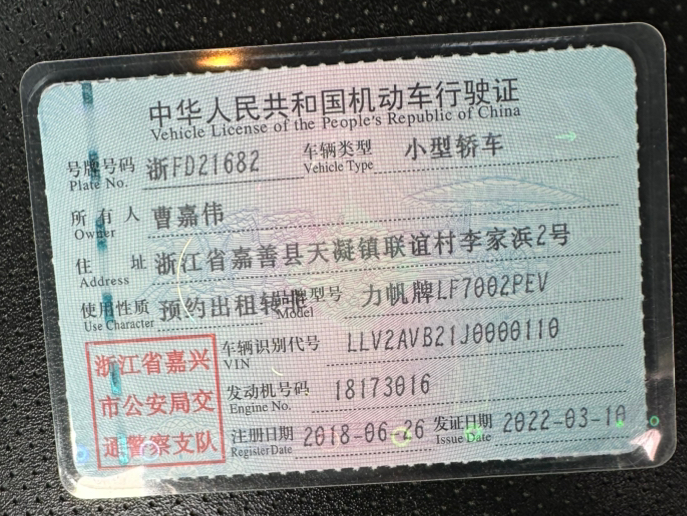 中华人民共和国机动车行驶证
Vehicle License of the People's Republic of China
号牌号码 浙FD21682 车辆类型 小型轿车
Plate No. Vehicle Type
所有人 曹嘉伟
Owner
住址 浙江省嘉善县天凝镇联谊村李家浜2号
Address
使用性质 预约出租转非 品牌型号 力帆牌LF7002PEV
Use Character Model
车辆识别代号 LLV2AVB21J0000110
VIN
发动机号码 18173016
Engine No.
注册日期 2018-06-26 发证日期 2022-03-10
Register Date Issue Date
浙江省嘉兴
市公安局交
通警察支队